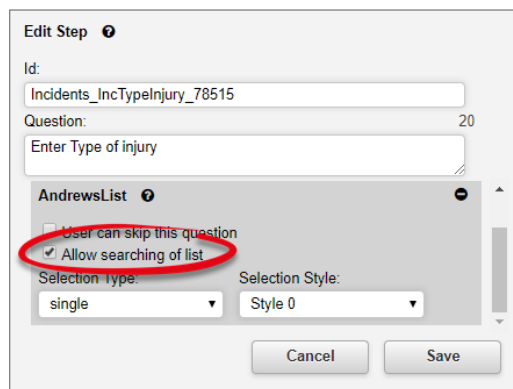 Edit Step ?
Id:
Incidents_IncTypeInjury_78515
Question: 20
Enter Type of injury
AndrewsList ?
User can skip this question
Allow searching of list
Selection Type: Selection Style:
single Style 0
Cancel Save